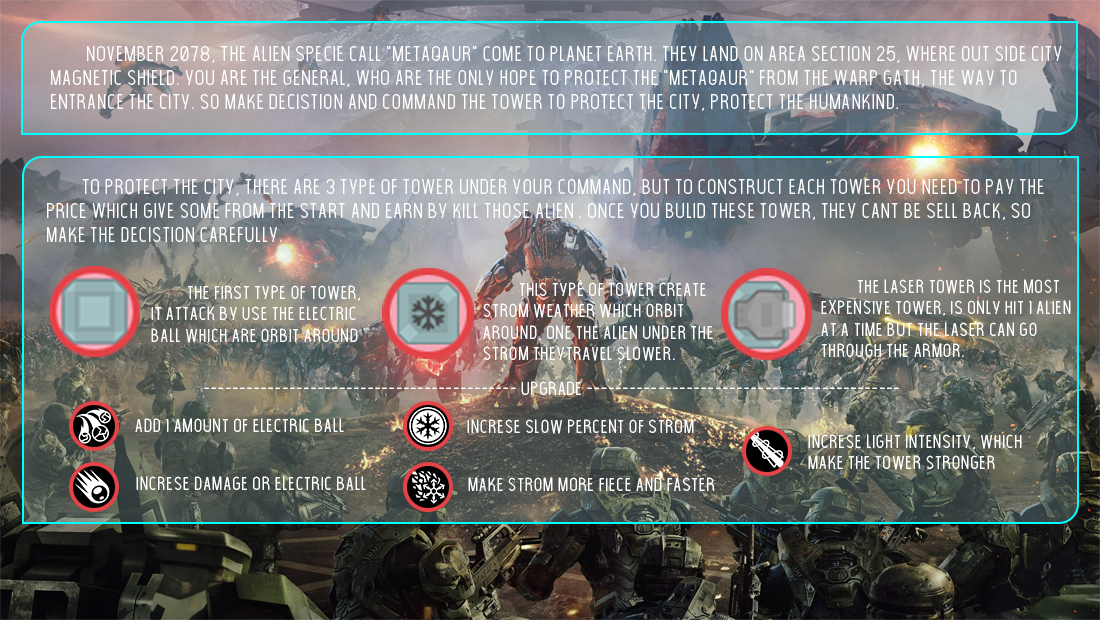 NOVEMBER 2078, THE ALIEN SPECIE CALL "METAQAUR" COME TO PLANET EARTH. THEY LAND ON AREA SECTION 25, WHERE OUT SIDE CITY
MAGNETIC SHIELD. YOU ARE THE GENERAL, WHO ARE THE ONLY HOPE TO PROTECT THE "METAQAUR" FROM THE WARP GATH, THE WAY TO
ENTRANCE THE CITY. SO MAKE DECISTION AND COMMAND THE TOWER TO PROTECT THE CITY, PROTECT THE HUMANKIND.
TO PROTECT THE CITY, THERE ARE 3 TYPE OF TOWER UNDER YOUR COMMAND, BUT TO CONSTRUCT EACH TOWER YOU NEED TO PAY THE
PRICE WHICH GIVE SOME FROM THE START AND EARN BY KILL THOSE ALIEN . ONCE YOU BULID THESE TOWER, THEY CANT BE SELL BACK, SO
MAKE THE DECISTION CAREFULLY.
THE FIRST TYPE OF TOWER,
IT ATTACK BY USE THE ELECTRIC
BALL WHICH ARE ORBIT AROUND
THIS TYPE OF TOWER CREATE
STROM WEATHER WHICH ORBIT
AROUND, ONE THE ALIEN UNDER THE
STROM THEYTRAVEL SLOWER.
THE LASER TOWER IS THE MOST
EXPENSIVE TOWER, IS ONLY HIT 1 ALIEN
AT A TIME BUT THE LASER CAN GO
THROUGH THE ARMOR.
UPGRADE
ADD 1 AMOUNT OF ELECTRIC BALL
INCRESE DAMAGE OR ELECTRIC BALL
INCRESE SLOW PERCENT OF STROM
MAKE STROM MORE FIECE AND FASTER
INCRESE LIGHT INTENSITY, WHICH
MAKE THE TOWER STRONGER